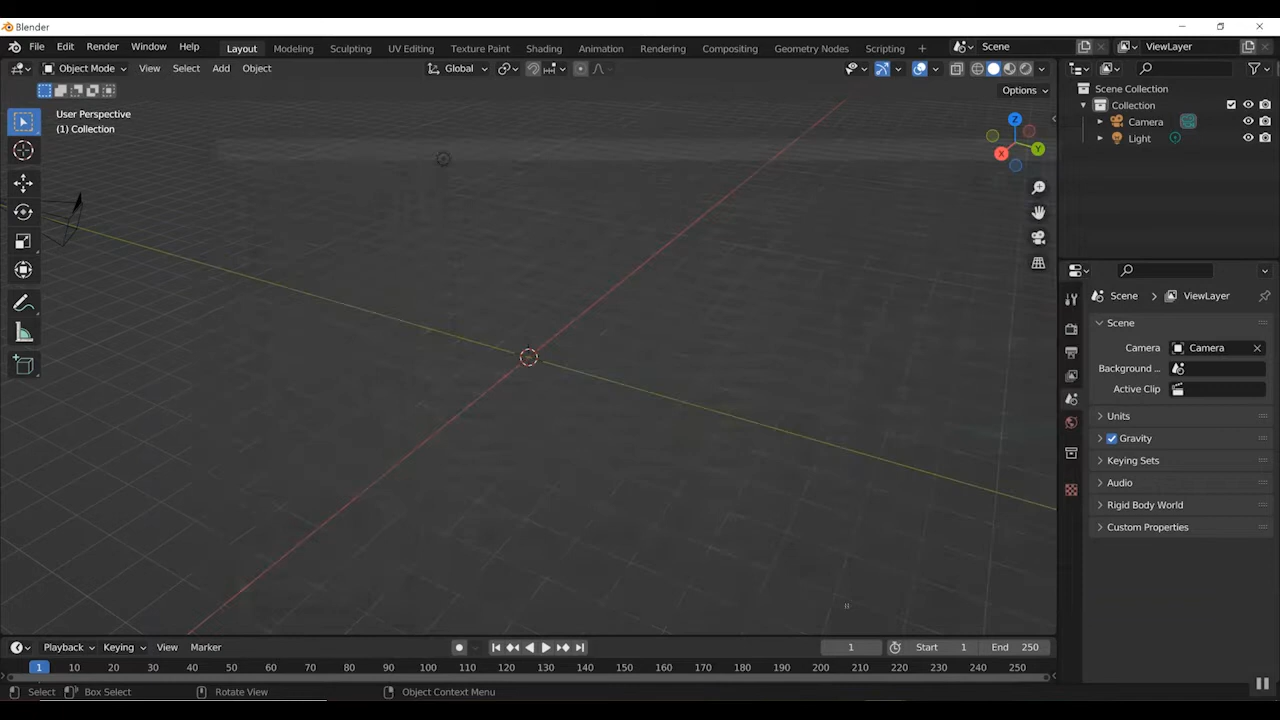 Blender
File Edit Render Window Help Layout Modeling Sculpting UV Editing Texture Paint Shading Animation Rendering Compositing Geometry Nodes Scripting + Scene ViewLayer
Object Mode View Select Add Object Global
Options
User Perspective
(1) Collection
Z
X
Y
Scene Collection
Collection
Camera
Light
Scene > ViewLayer
Scene
Camera Camera
Background ...
Active Clip
Units
Gravity
Keying Sets
Audio
Rigid Body World
Custom Properties
Playback Keying View Marker 1 Start 1 End 250
1 10 20 30 40 50 60 70 80 90 100 110 120 130 140 150 160 170 180 190 200 210 220 230 240 250
Select Box Select Rotate View Object Context Menu